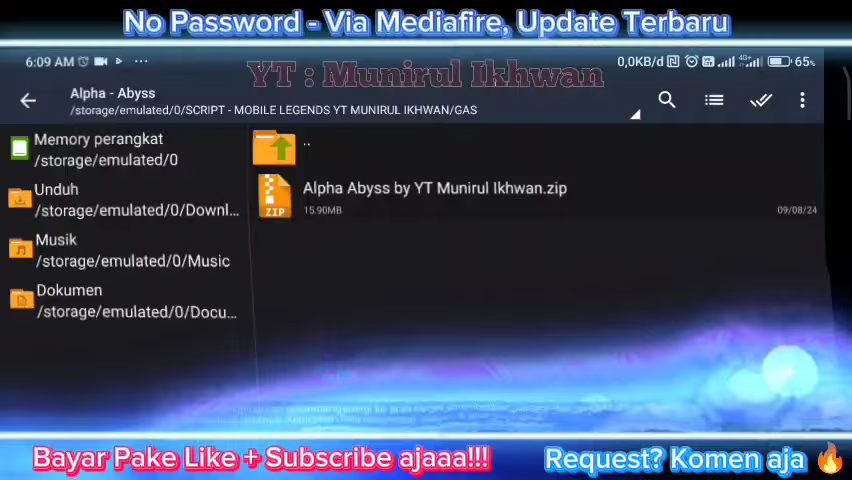 No Password - Via Mediafire, Update Terbaru
6:09 AM
0,0KB/d
4G+
65%
YT : Munirul Ikhwan
Alpha - Abyss
/storage/emulated/0/SCRIPT - MOBILE LEGENDS YT MUNIRUL IKHWAN/GAS
Memory perangkat
/storage/emulated/0
Unduh
/storage/emulated/0/Downl...
Musik
/storage/emulated/0/Music
Dokumen
/storage/emulated/0/Docu...
..
Alpha Abyss by YT Munirul Ikhwan.zip
ZIP
15.90MB
09/08/24
Bayar Pake Like + Subscribe ajaaa!!!
Request? Komen aja 🔥